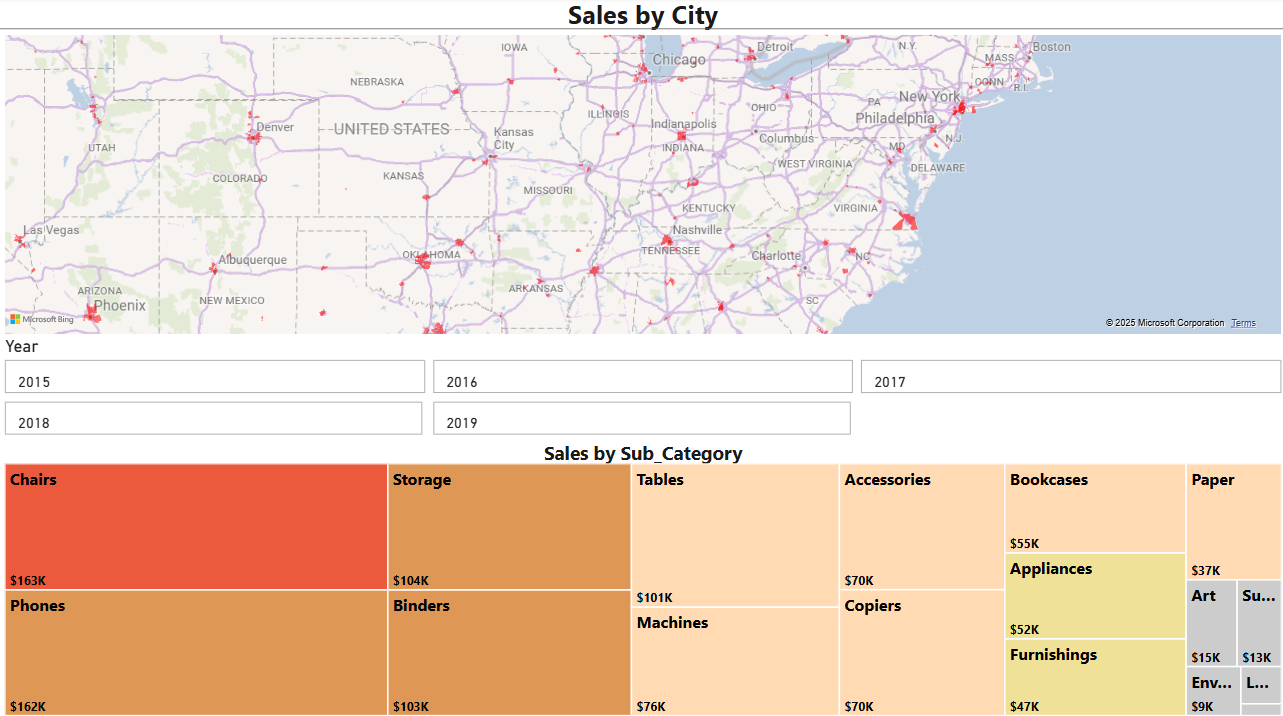 Sales by City
IOWA
Chicago
Detroit
N.Y.
Boston
MASS
CONN
R.I.
NEBRASKA
PA
New York
OHIO
ILLINOIS
Philadelphia
UNITED STATES
Denver
Kansas
City
Indianapolis
Columbus
N.J.
UTAH
INDIANA
MD
WEST VIRGINIA
DELAWARE
COLORADO
KANSAS
MISSOURI
KENTUCKY
VIRGINIA
Las Vegas
Nashville
TENNESSEE
Albuquerque
OKLAHOMA
Charlotte
NC
ARIZONA
ARKANSAS
Phoenix
NEW MEXICO
SC
Microsoft Bing
© 2025 Microsoft Corporation Terms
Year
2015
2016
2017
2018
2019
Sales by Sub_Category
Chairs
$163K
Phones
$162K
Storage
$104K
Binders
$103K
Tables
$101K
Machines
$76K
Accessories
$70K
Copiers
$70K
Bookcases
$55K
Appliances
$52K
Furnishings
$47K
Paper
$37K
Art
$15K
Su...
$13K
Env...
$9K
L...